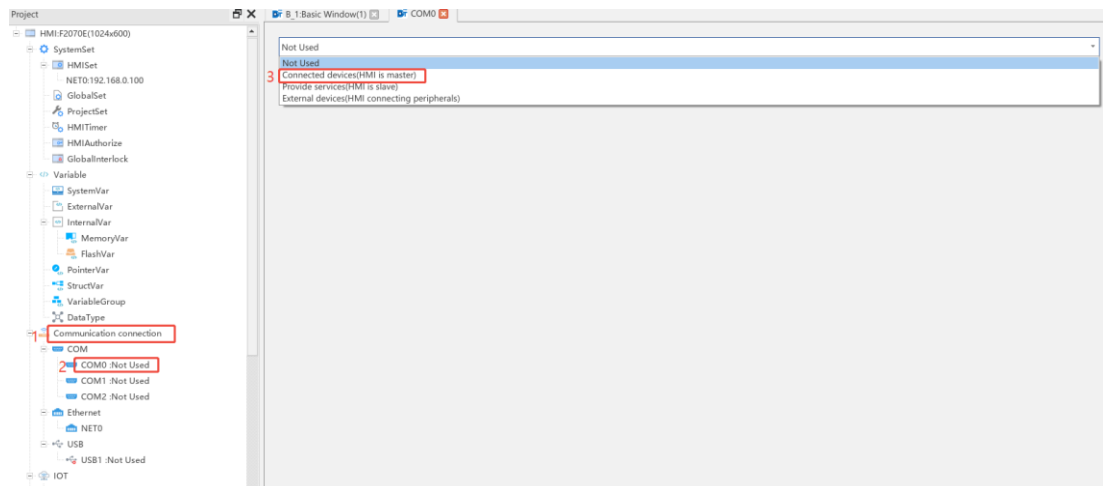 Project
B_1:Basic Window(1)
COM0
HMI:F2070E(1024x600)
SystemSet
HMISet
NET0:192.168.0.100
GlobalSet
ProjectSet
HMITimer
HMIAuthorize
GlobalInterlock
Variable
SystemVar
ExternalVar
InternalVar
MemoryVar
FlashVar
PointerVar
StructVar
VariableGroup
DataType
1 Communication connection
COM
2 COM0 :Not Used
COM1 :Not Used
COM2 :Not Used
Ethernet
NET0
USB
USB1 :Not Used
IOT
Not Used
Not Used
3 Connected devices(HMI is master)
Provide services(HMI is slave)
External devices(HMI connecting peripherals)